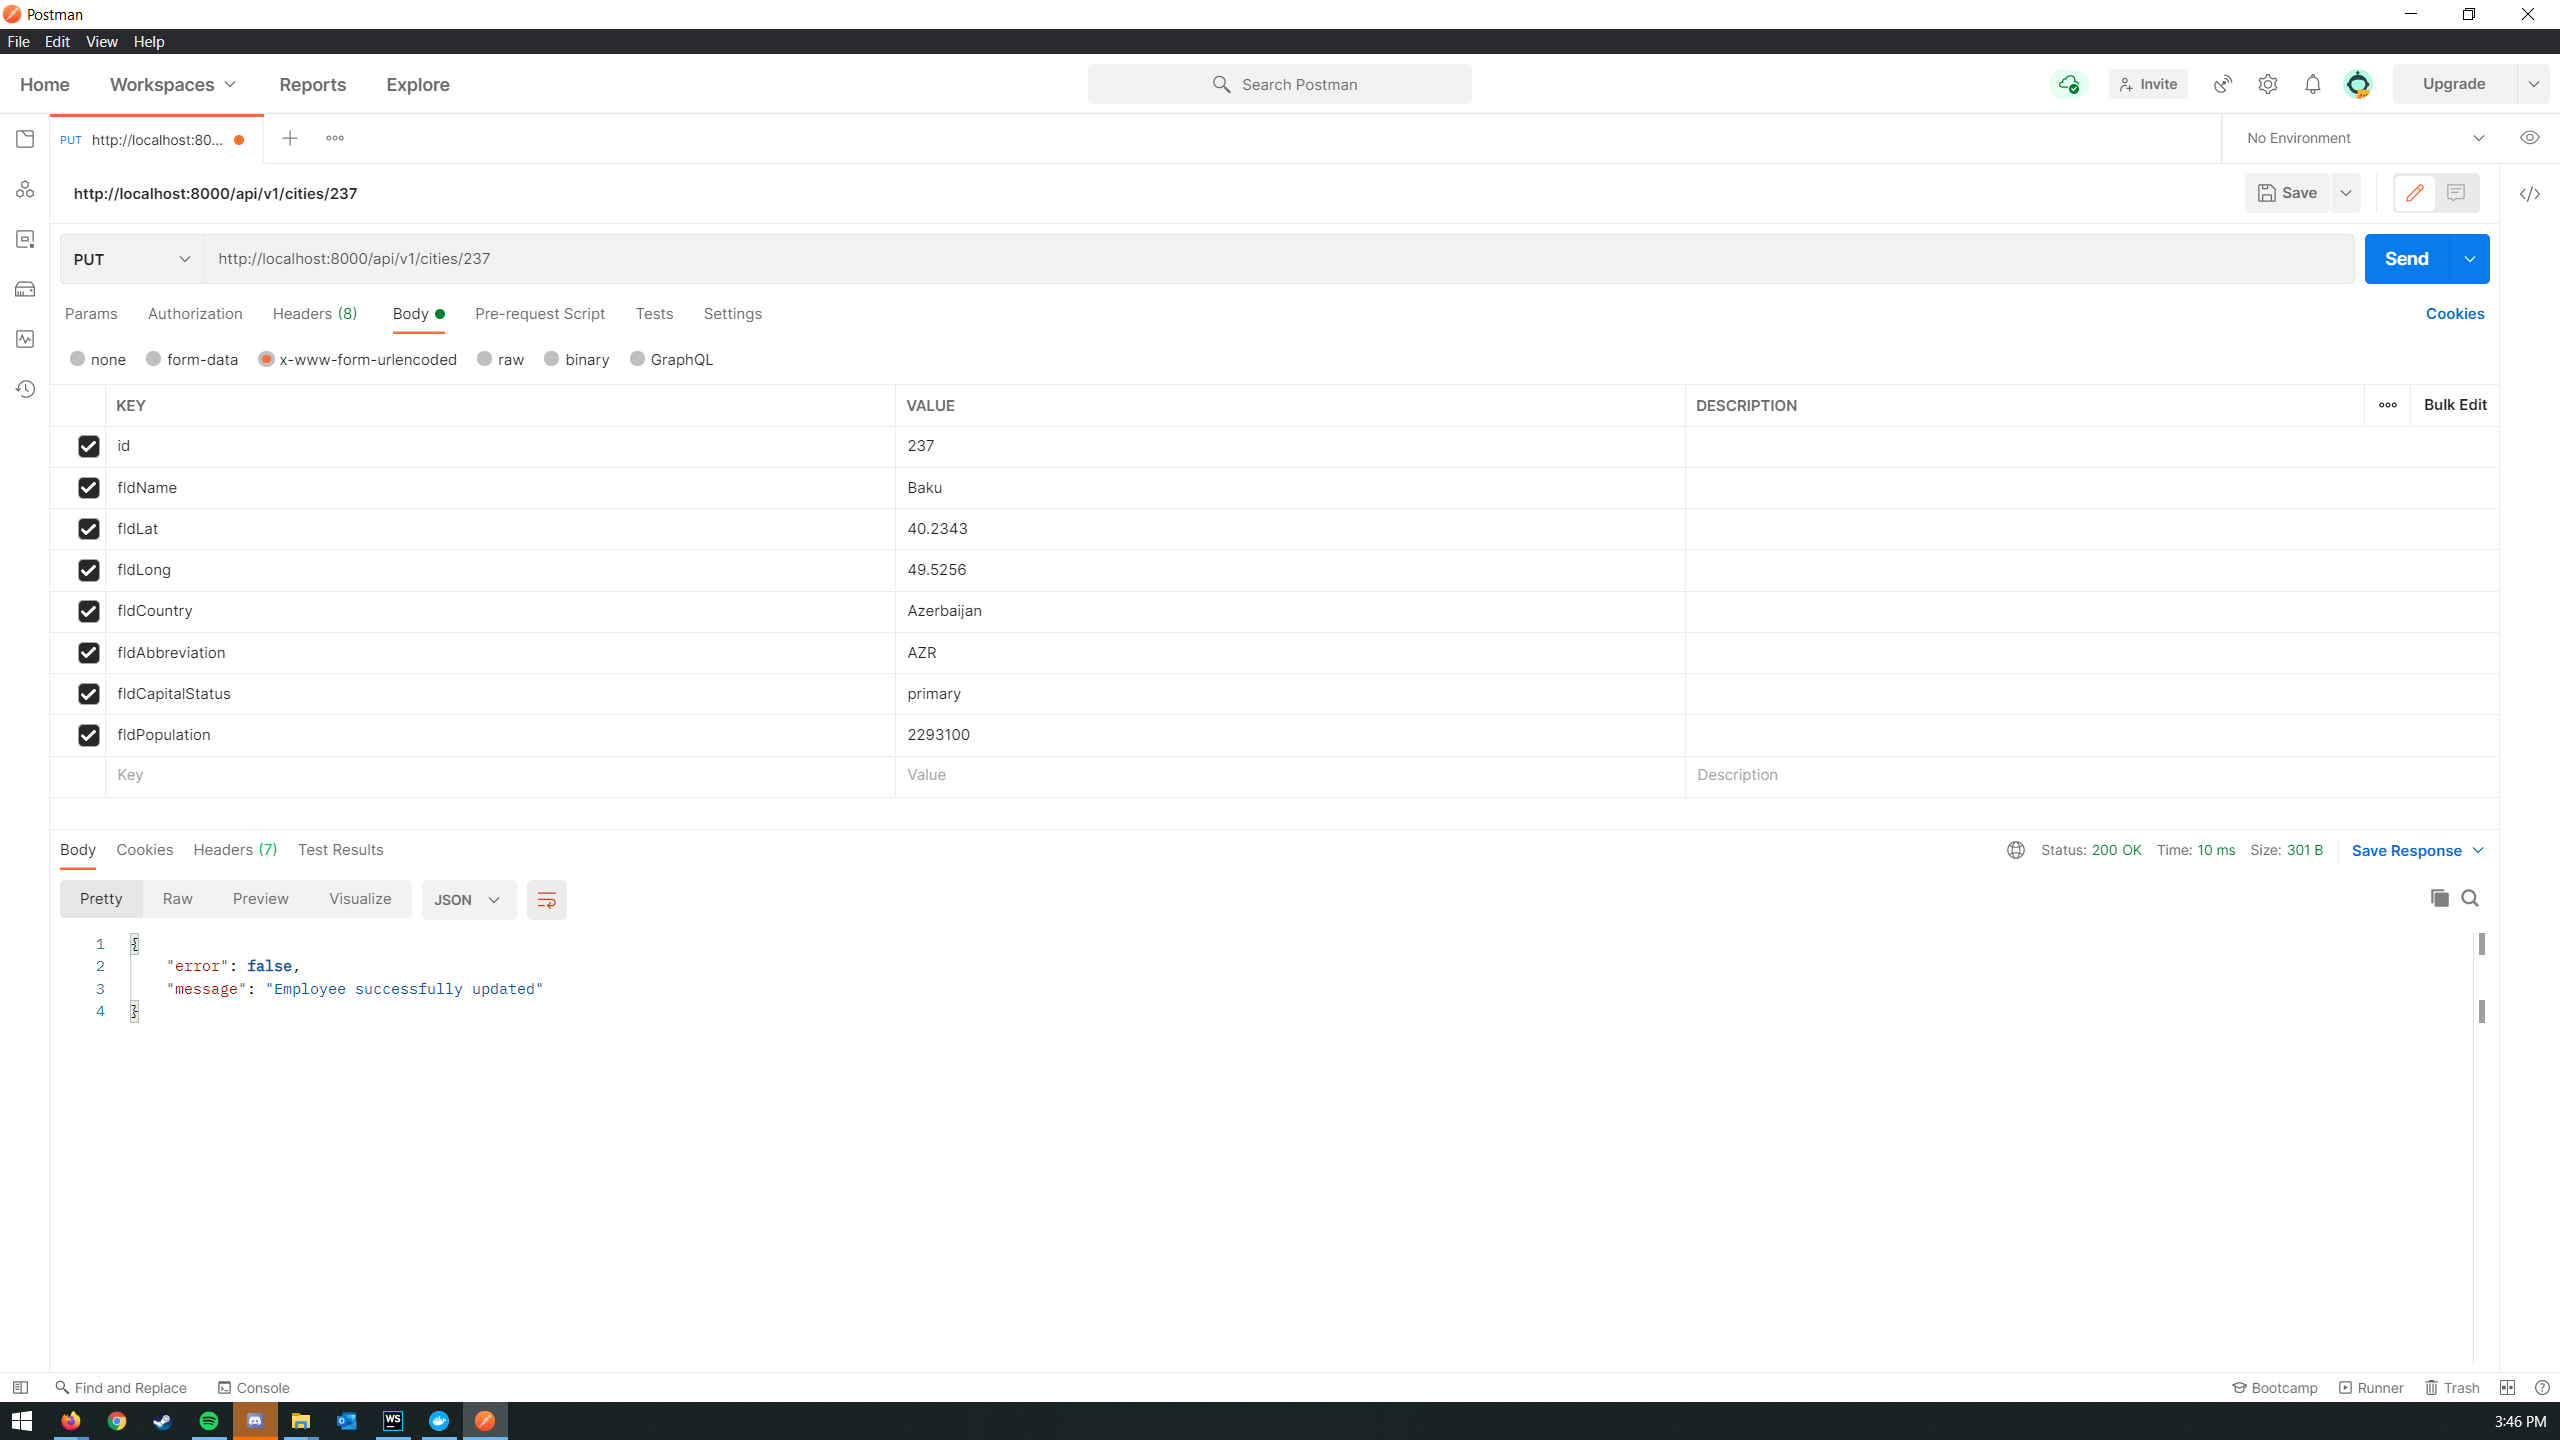 Postman
File Edit View Help
Home Workspaces Reports Explore Search Postman Invite Upgrade
PUT http://localhost:80... No Environment
http://localhost:8000/api/v1/cities/237 Save
PUT http://localhost:8000/api/v1/cities/237 Send
Params Authorization Headers (8) Body Pre-request Script Tests Settings Cookies
none form-data x-www-form-urlencoded raw binary GraphQL
KEY VALUE DESCRIPTION Bulk Edit
id 237
fldName Baku
fldLat 40.2343
fldLong 49.5256
fldCountry Azerbaijan
fldAbbreviation AZR
fldCapitalStatus primary
fldPopulation 2293100
Key Value Description
Body Cookies Headers (7) Test Results Status: 200 OK Time: 10 ms Size: 301 B Save Response
Pretty Raw Preview Visualize JSON
1 {
2 "error": false,
3 "message": "Employee successfully updated"
4 }
Find and Replace Console Bootcamp Runner Trash
WS 3:46 PM